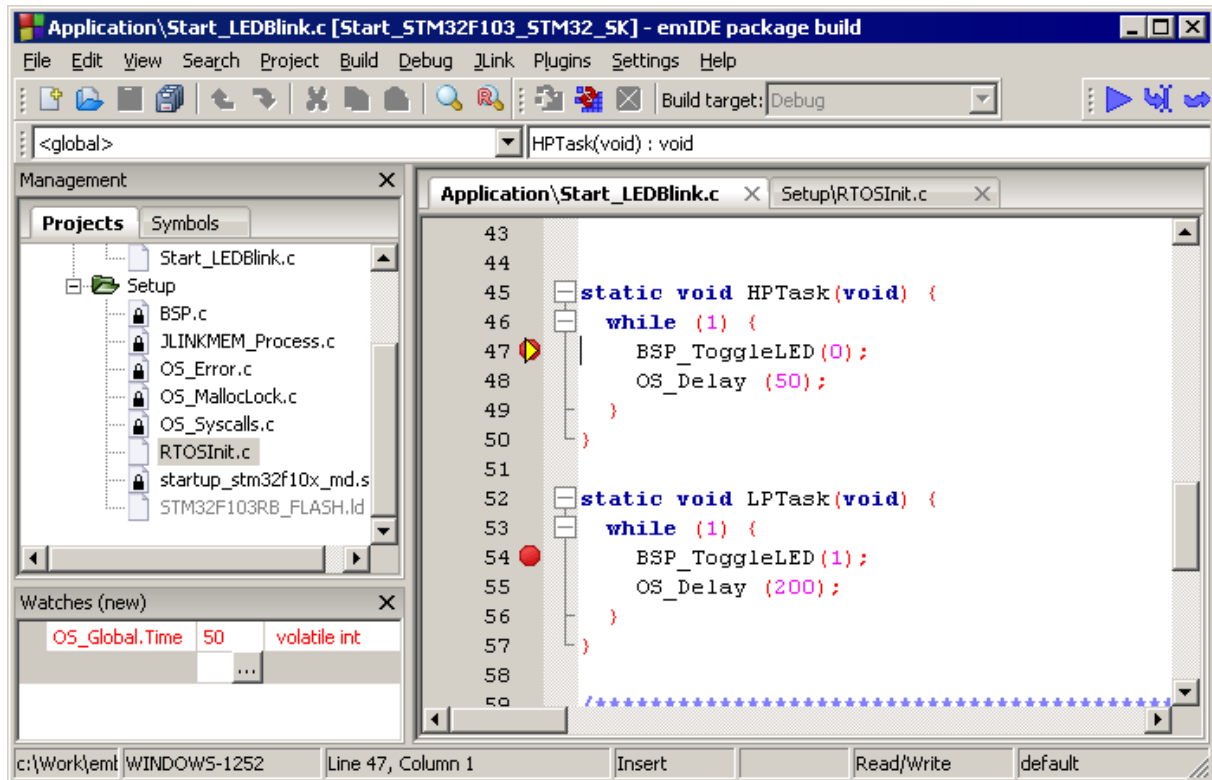 Application\Start_LEDBlink.c [Start_STM32F103_STM32_SK] - emIDE package build
File Edit View Search Project Build Debug JLink Plugins Settings Help
Build target: Debug
<global> HPTask(void) : void
Management
Projects Symbols
Start_LEDBlink.c
Setup
BSP.c
JLINKMEM_Process.c
OS_Error.c
OS_MallocLock.c
OS_Syscalls.c
RTOSInit.c
startup_stm32f10x_md.s
STM32F103RB_FLASH.ld
Watches (new)
OS_Global.Time 50 volatile int
...
Application\Start_LEDBlink.c Setup\RTOSInit.c
43
44
45 static void HPTask(void) {
46 while (1) {
47 BSP_ToggleLED(0);
48 OS_Delay (50);
49 }
50 }
51
52 static void LPTask(void) {
53 while (1) {
54 BSP_ToggleLED(1);
55 OS_Delay (200);
56 }
57 }
58
59 /*******************************************
c:\Work\emI WINDOWS-1252 Line 47, Column 1 Insert Read/Write default